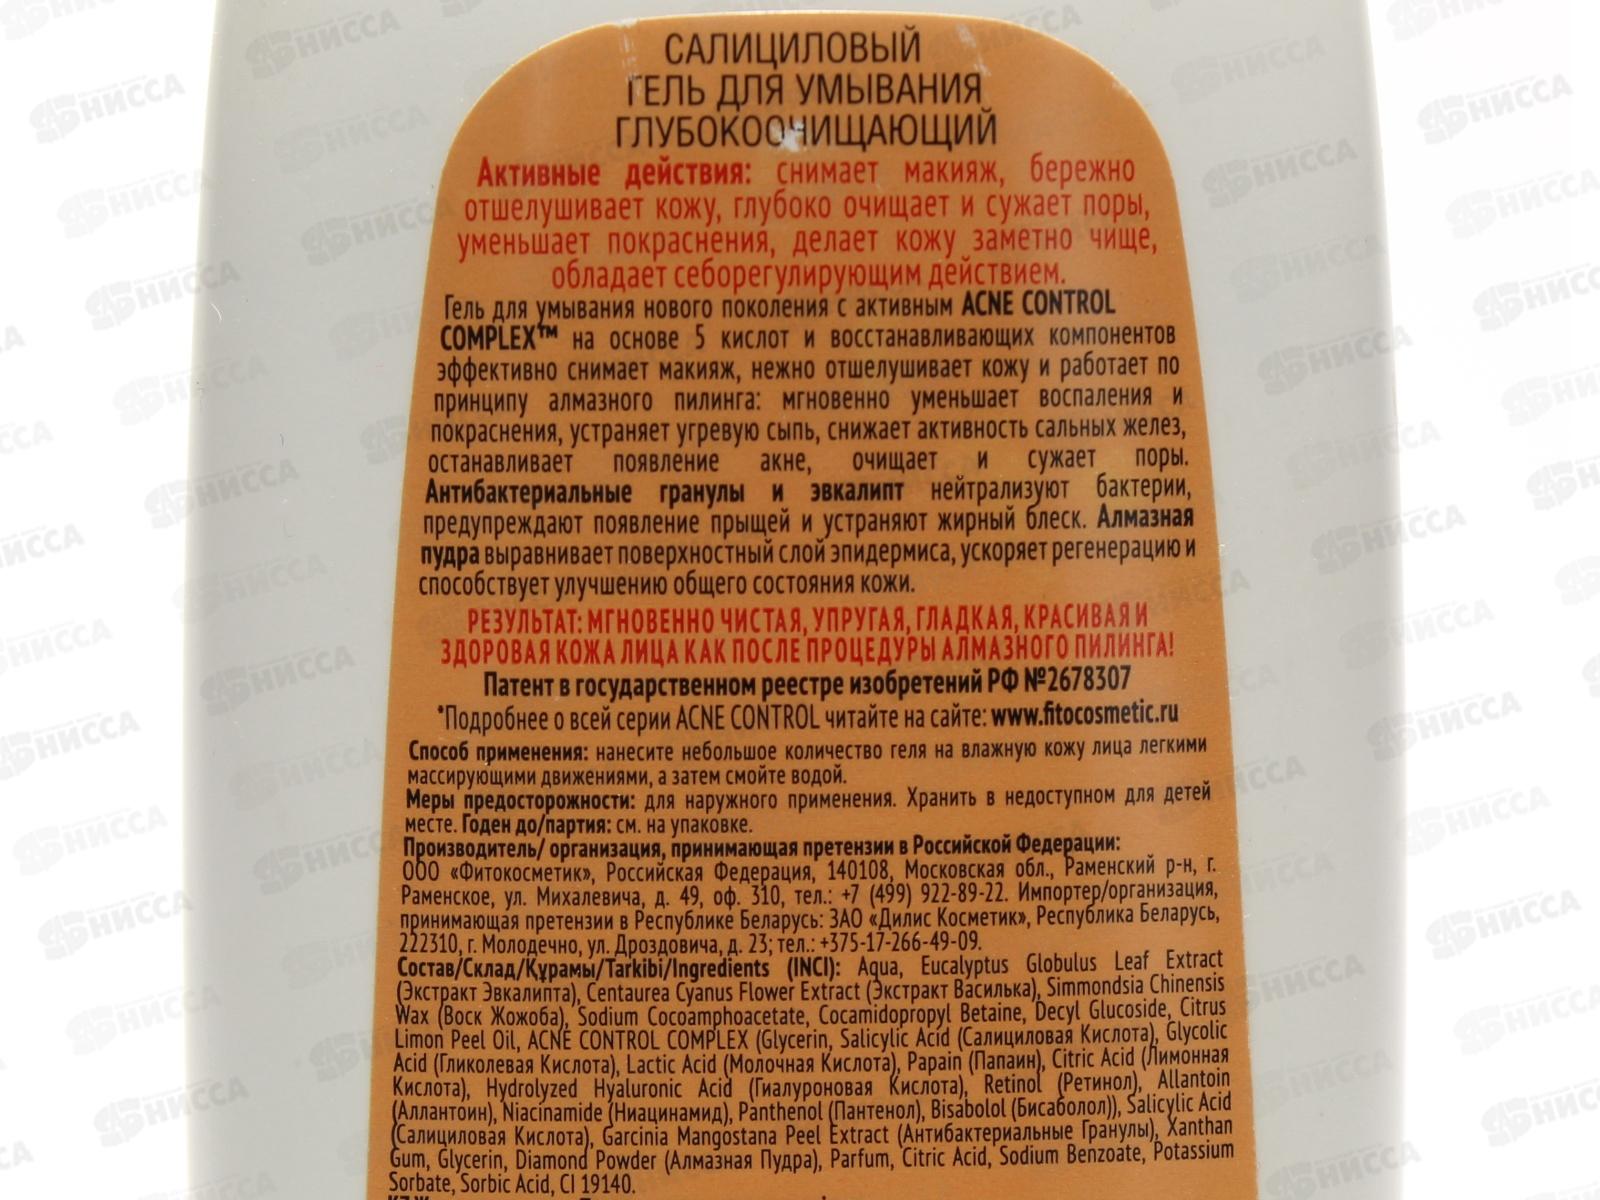 САЛИЦИЛОВЫЙ
ГЕЛЬ ДЛЯ УМЫВАНИЯ
ГЛУБОКООЧИЩАЮЩИЙ
Активные действия: снимает макияж, бережно
отшелушивает кожу, глубоко очищает и сужает поры,
уменьшает покраснения, делает кожу заметно чище,
обладает себорегулирующим действием.
Гель для умывания нового поколения с активным ACNE CONTROL
COMPLEX™ на основе 5 кислот и восстанавливающих компонентов
эффективно снимает макияж, нежно отшелушивает кожу и работает по
принципу алмазного пилинга: мгновенно уменьшает воспаления и
покраснения, устраняет угревую сыпь, снижает активность сальных желез,
останавливает появление акне, очищает и сужает поры.
Антибактериальные гранулы и эвкалипт нейтрализуют бактерии,
предупреждают появление прыщей и устраняют жирный блеск. Алмазная
пудра выравнивает поверхностный слой эпидермиса, ускоряет регенерацию и
способствует улучшению общего состояния кожи.
РЕЗУЛЬТАТ: МГНОВЕННО ЧИСТАЯ, УПРУГАЯ, ГЛАДКАЯ, КРАСИВАЯ И
ЗДОРОВАЯ КОЖА ЛИЦА КАК ПОСЛЕ ПРОЦЕДУРЫ АЛМАЗНОГО ПИЛИНГА!
Патент в государственном реестре изобретений РФ №2678307
*Подробнее о всей серии ACNE CONTROL читайте на сайте: www.fitocosmetic.ru
Способ применения: нанесите небольшое количество геля на влажную кожу лица легкими
массирующими движениями, а затем смойте водой.
Меры предосторожности: для наружного применения. Хранить в недоступном для детей
месте. Годен до/партия: см. на упаковке.
Производитель/ организация, принимающая претензии в Российской Федерации:
ООО «Фитокосметик», Российская Федерация, 140108, Московская обл., Раменский р-н, г.
Раменское, ул. Михалевича, д. 49, оф. 310, тел.: +7 (499) 922-89-22. Импортер/организация,
принимающая претензии в Республике Беларусь: ЗАО «Дилис Косметик», Республика Беларусь,
222310, г. Молодечно, ул. Дроздовича, д. 23; тел.: +375-17-266-49-09.
Состав/Склад/Құрамы/Tarkibi/Ingredients (INCI): Aqua, Eucalyptus Globulus Leaf Extract
(Экстракт Эвкалипта), Centaurea Cyanus Flower Extract (Экстракт Василька), Simmondsia Chinensis
Wax (Воск Жожоба), Sodium Cocoamphoacetate, Cocamidopropyl Betaine, Decyl Glucoside, Citrus
Limon Peel Oil, ACNE CONTROL COMPLEX (Glycerin, Salicylic Acid (Салициловая Кислота), Glycolic
Acid (Гликолевая Кислота), Lactic Acid (Молочная Кислота), Papain (Папаин), Citric Acid (Лимонная
Кислота), Hydrolyzed Hyaluronic Acid (Гиалуроновая Кислота), Retinol (Ретинол), Allantoin
(Аллантоин), Niacinamide (Ниацинамид), Panthenol (Пантенол), Bisabolol (Бисаболол)), Salicylic Acid
(Салициловая Кислота), Garcinia Mangostana Peel Extract (Антибактериальные Гранулы), Xanthan
Gum, Glycerin, Diamond Powder (Алмазная Пудра), Parfum, Citric Acid, Sodium Benzoate, Potassium
Sorbate, Sorbic Acid, CI 19140.